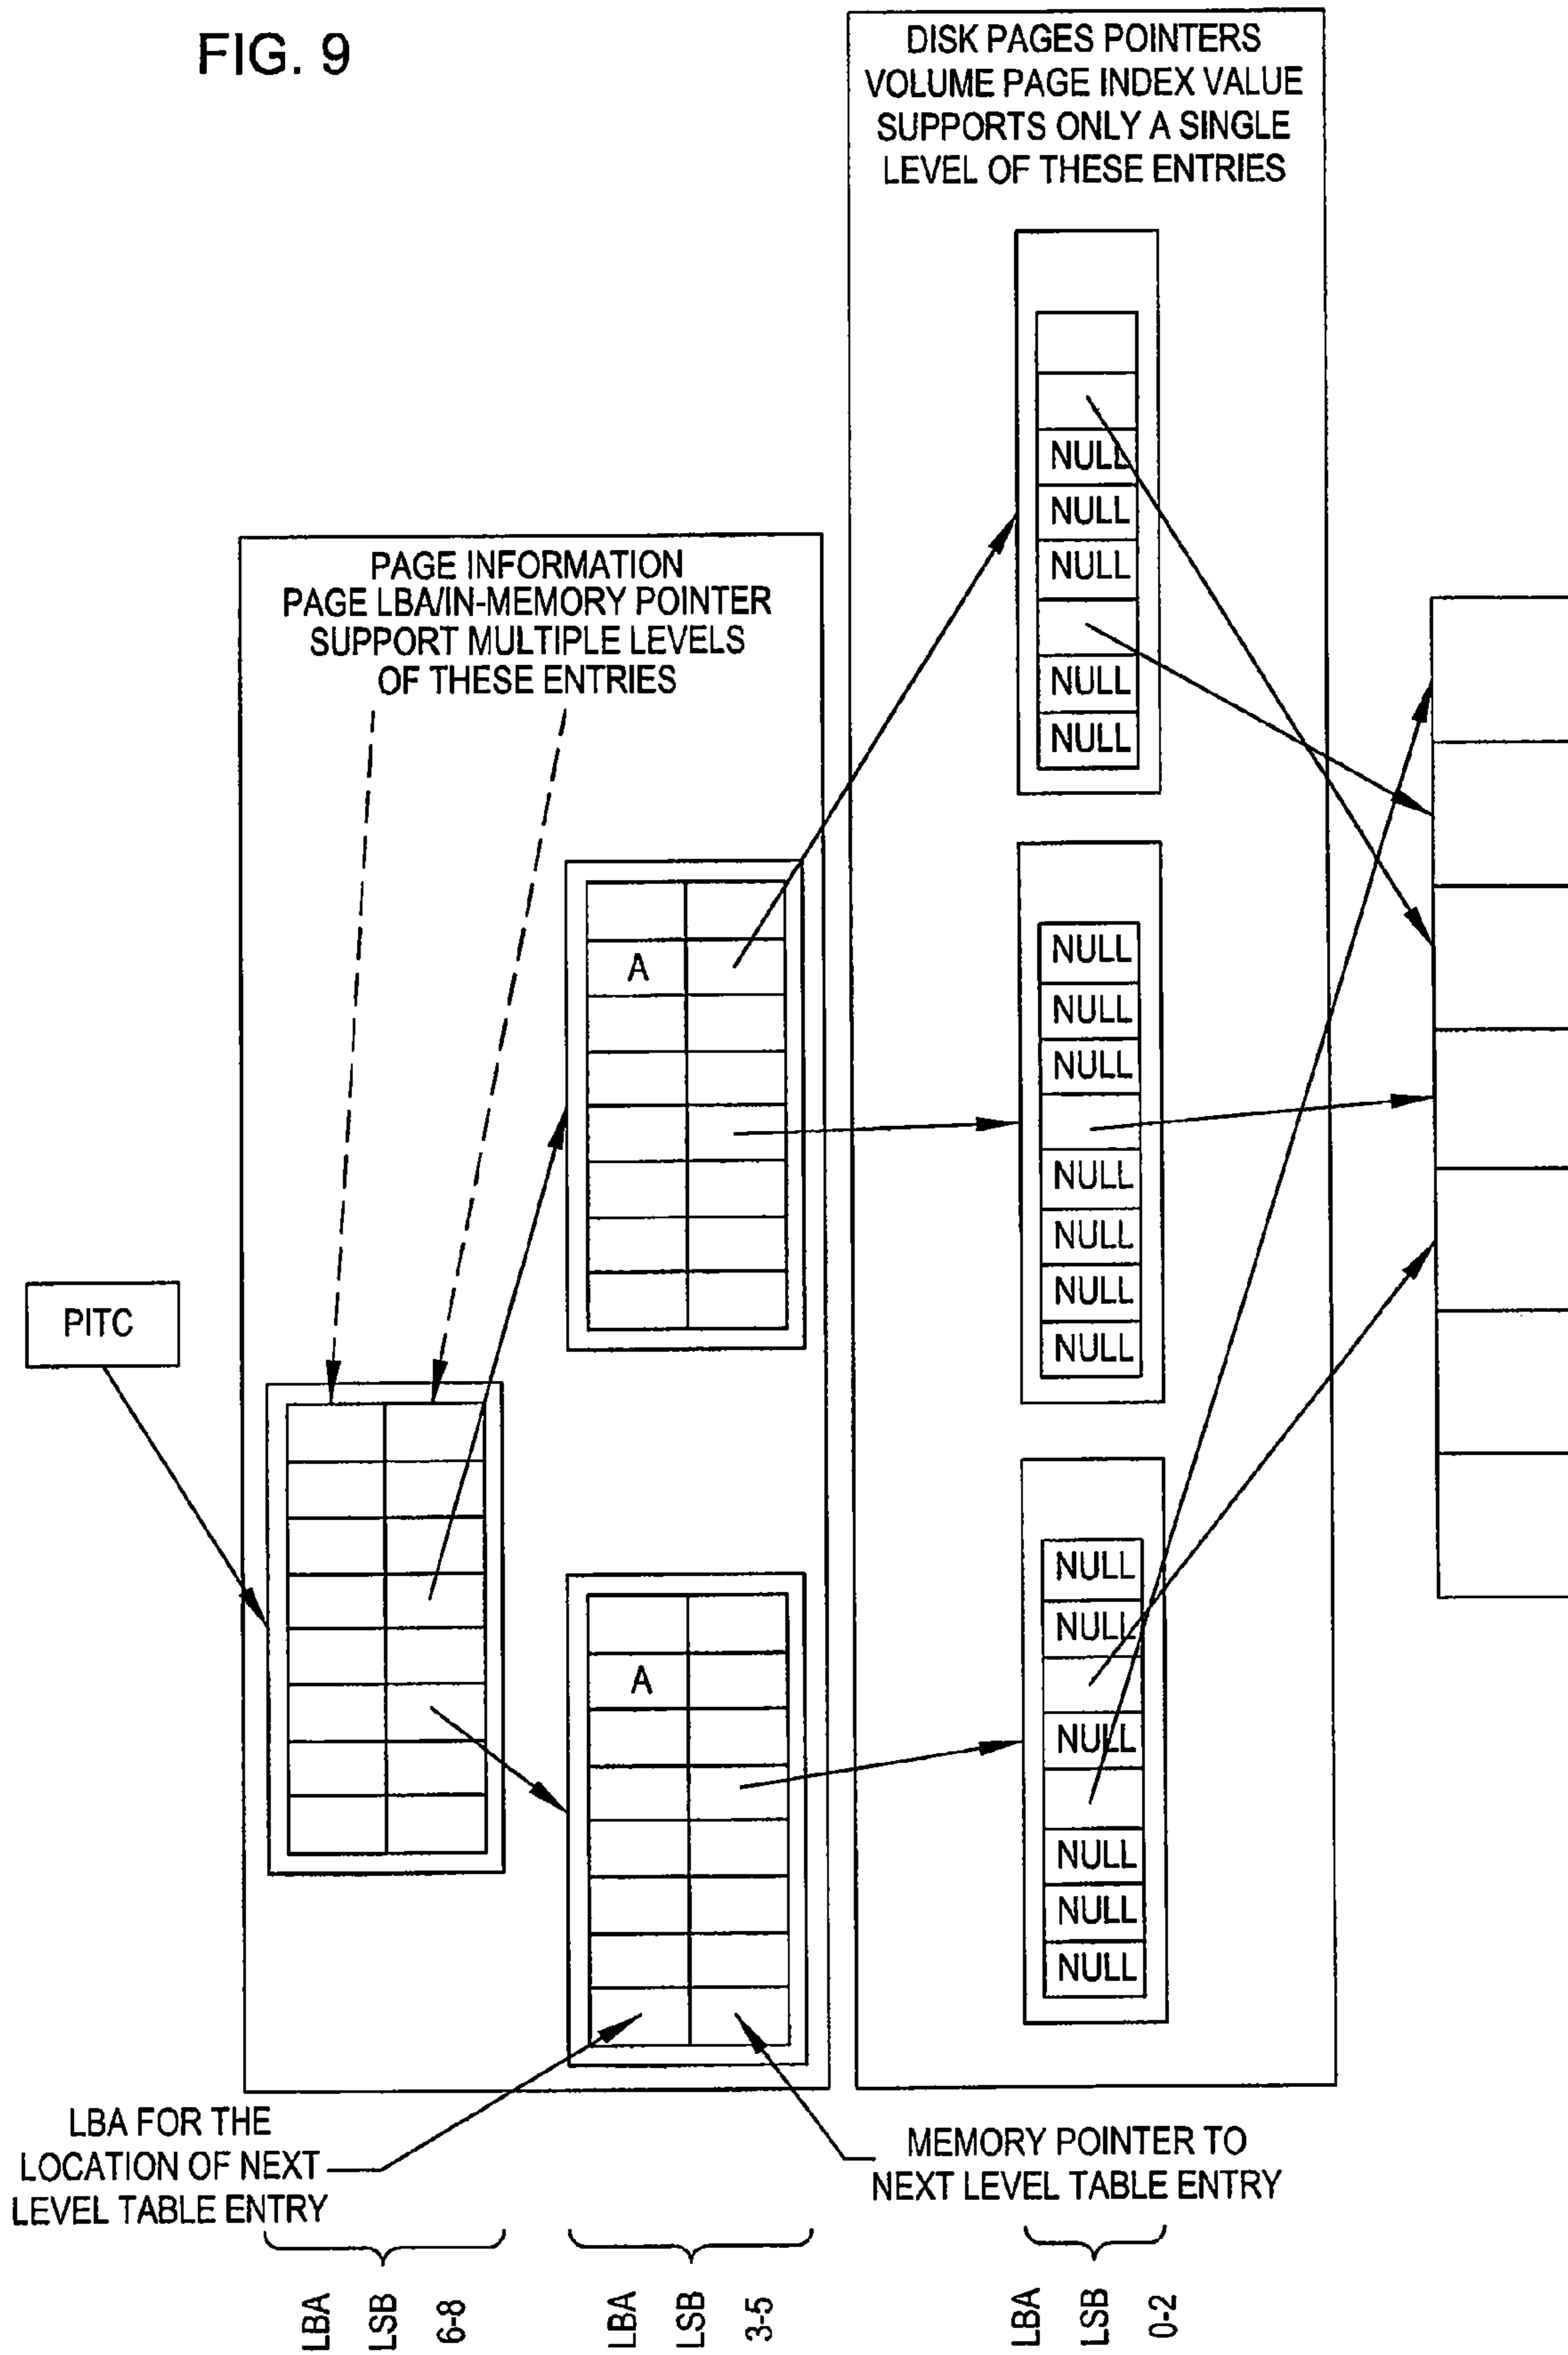 FIG. 9
DISK PAGES POINTERS
VOLUME PAGE INDEX VALUE
SUPPORTS ONLY A SINGLE
LEVEL OF THESE ENTRIES
NULL
NULL
NULL
NULL
NULL
PAGE INFORMATION
PAGE LBA/IN-MEMORY POINTER
SUPPORT MULTIPLE LEVELS
OF THESE ENTRIES
A
NULL
NULL
NULL
NULL
NULL
NULL
NULL
PITC
A
NULL
NULL
NULL
NULL
NULL
NULL
LBA FOR THE
LOCATION OF NEXT
LEVEL TABLE ENTRY
MEMORY POINTER TO
NEXT LEVEL TABLE ENTRY
LBA
LSB
6-8
LBA
LSB
3-5
LBA
LSB
0-2